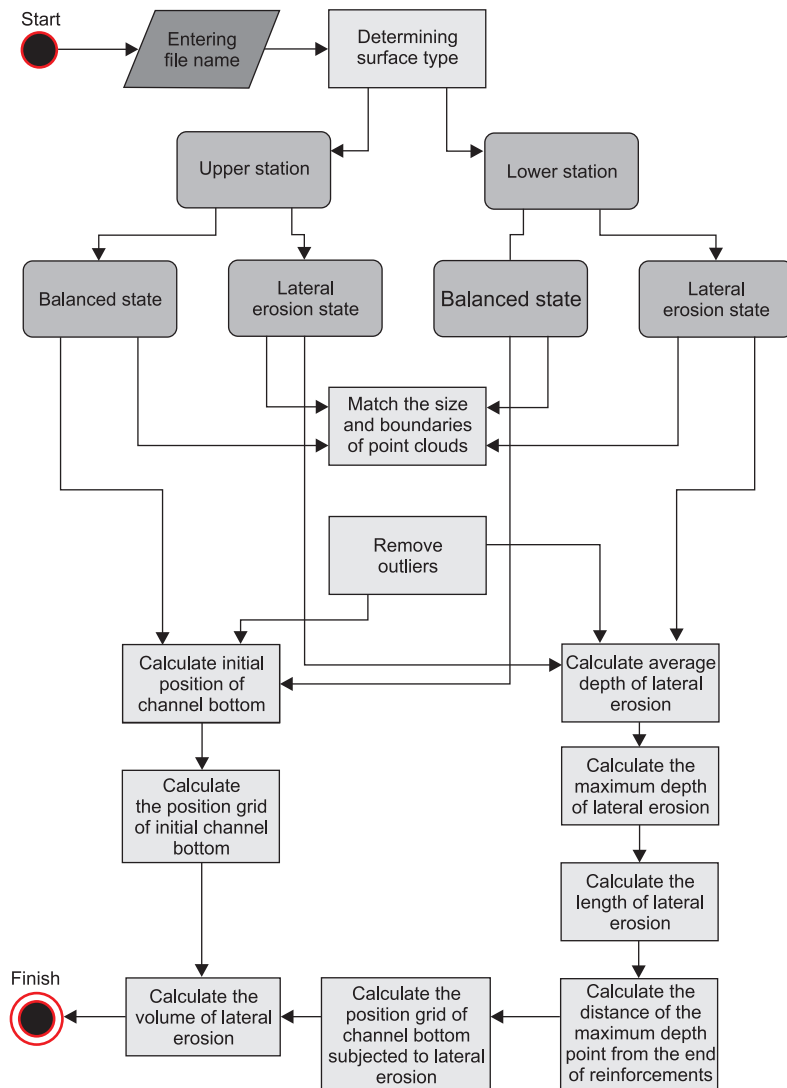 Start
Entering
file name
Determining
surface type
Upper station
Lower station
Balanced state
Lateral
erosion state
Balanced state
Lateral
erosion state
Match the size
and boundaries
of point clouds
Remove
outliers
Calculate initial
position of
channel bottom
Calculate average
depth of lateral
erosion
Calculate
the position grid
of initial channel
bottom
Calculate the
maximum depth
of lateral erosion
Calculate the
length of lateral
erosion
Finish
Calculate the
volume of lateral
erosion
Calculate the
position grid of
channel bottom
subjected to lateral
erosion
Calculate the
distance of the
maximum depth
point from the end
of reinforcements